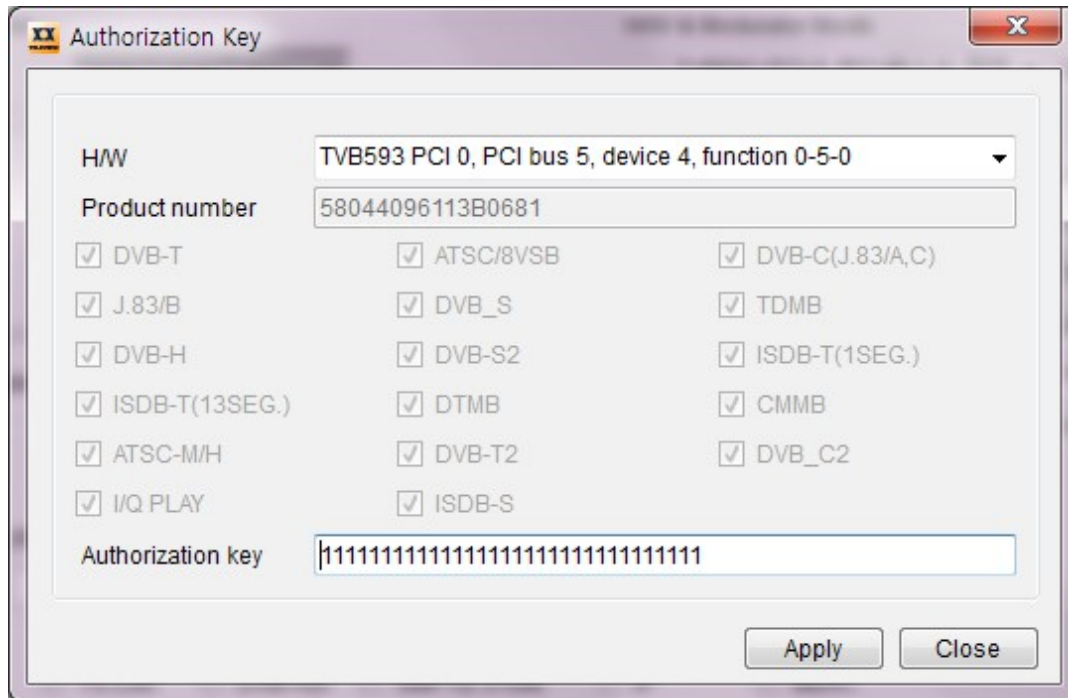 Authorization Key
H/W TVB593 PCI 0, PCI bus 5, device 4, function 0-5-0
Product number 58044096113B0681
DVB-T ATSC/8VSB DVB-C(J.83/A,C)
J.83/B DVB_S TDMB
DVB-H DVB-S2 ISDB-T(1SEG.)
ISDB-T(13SEG.) DTMB CMMB
ATSC-M/H DVB-T2 DVB_C2
I/Q PLAY ISDB-S
Authorization key 11111111111111111111111111111111
Apply Close